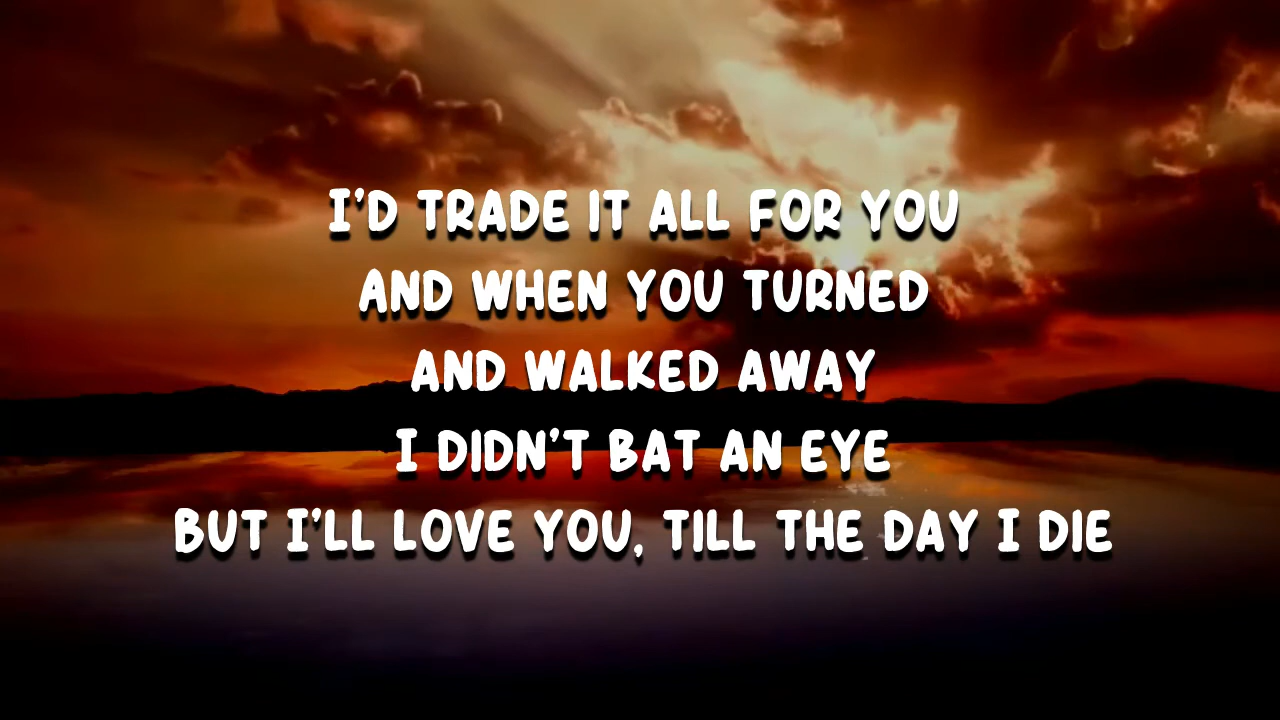 I'D TRADE IT ALL FOR YOU
AND WHEN YOU TURNED
AND WALKED AWAY
I DIDN'T BAT AN EYE
BUT I'LL LOVE YOU, TILL THE DAY I DIE